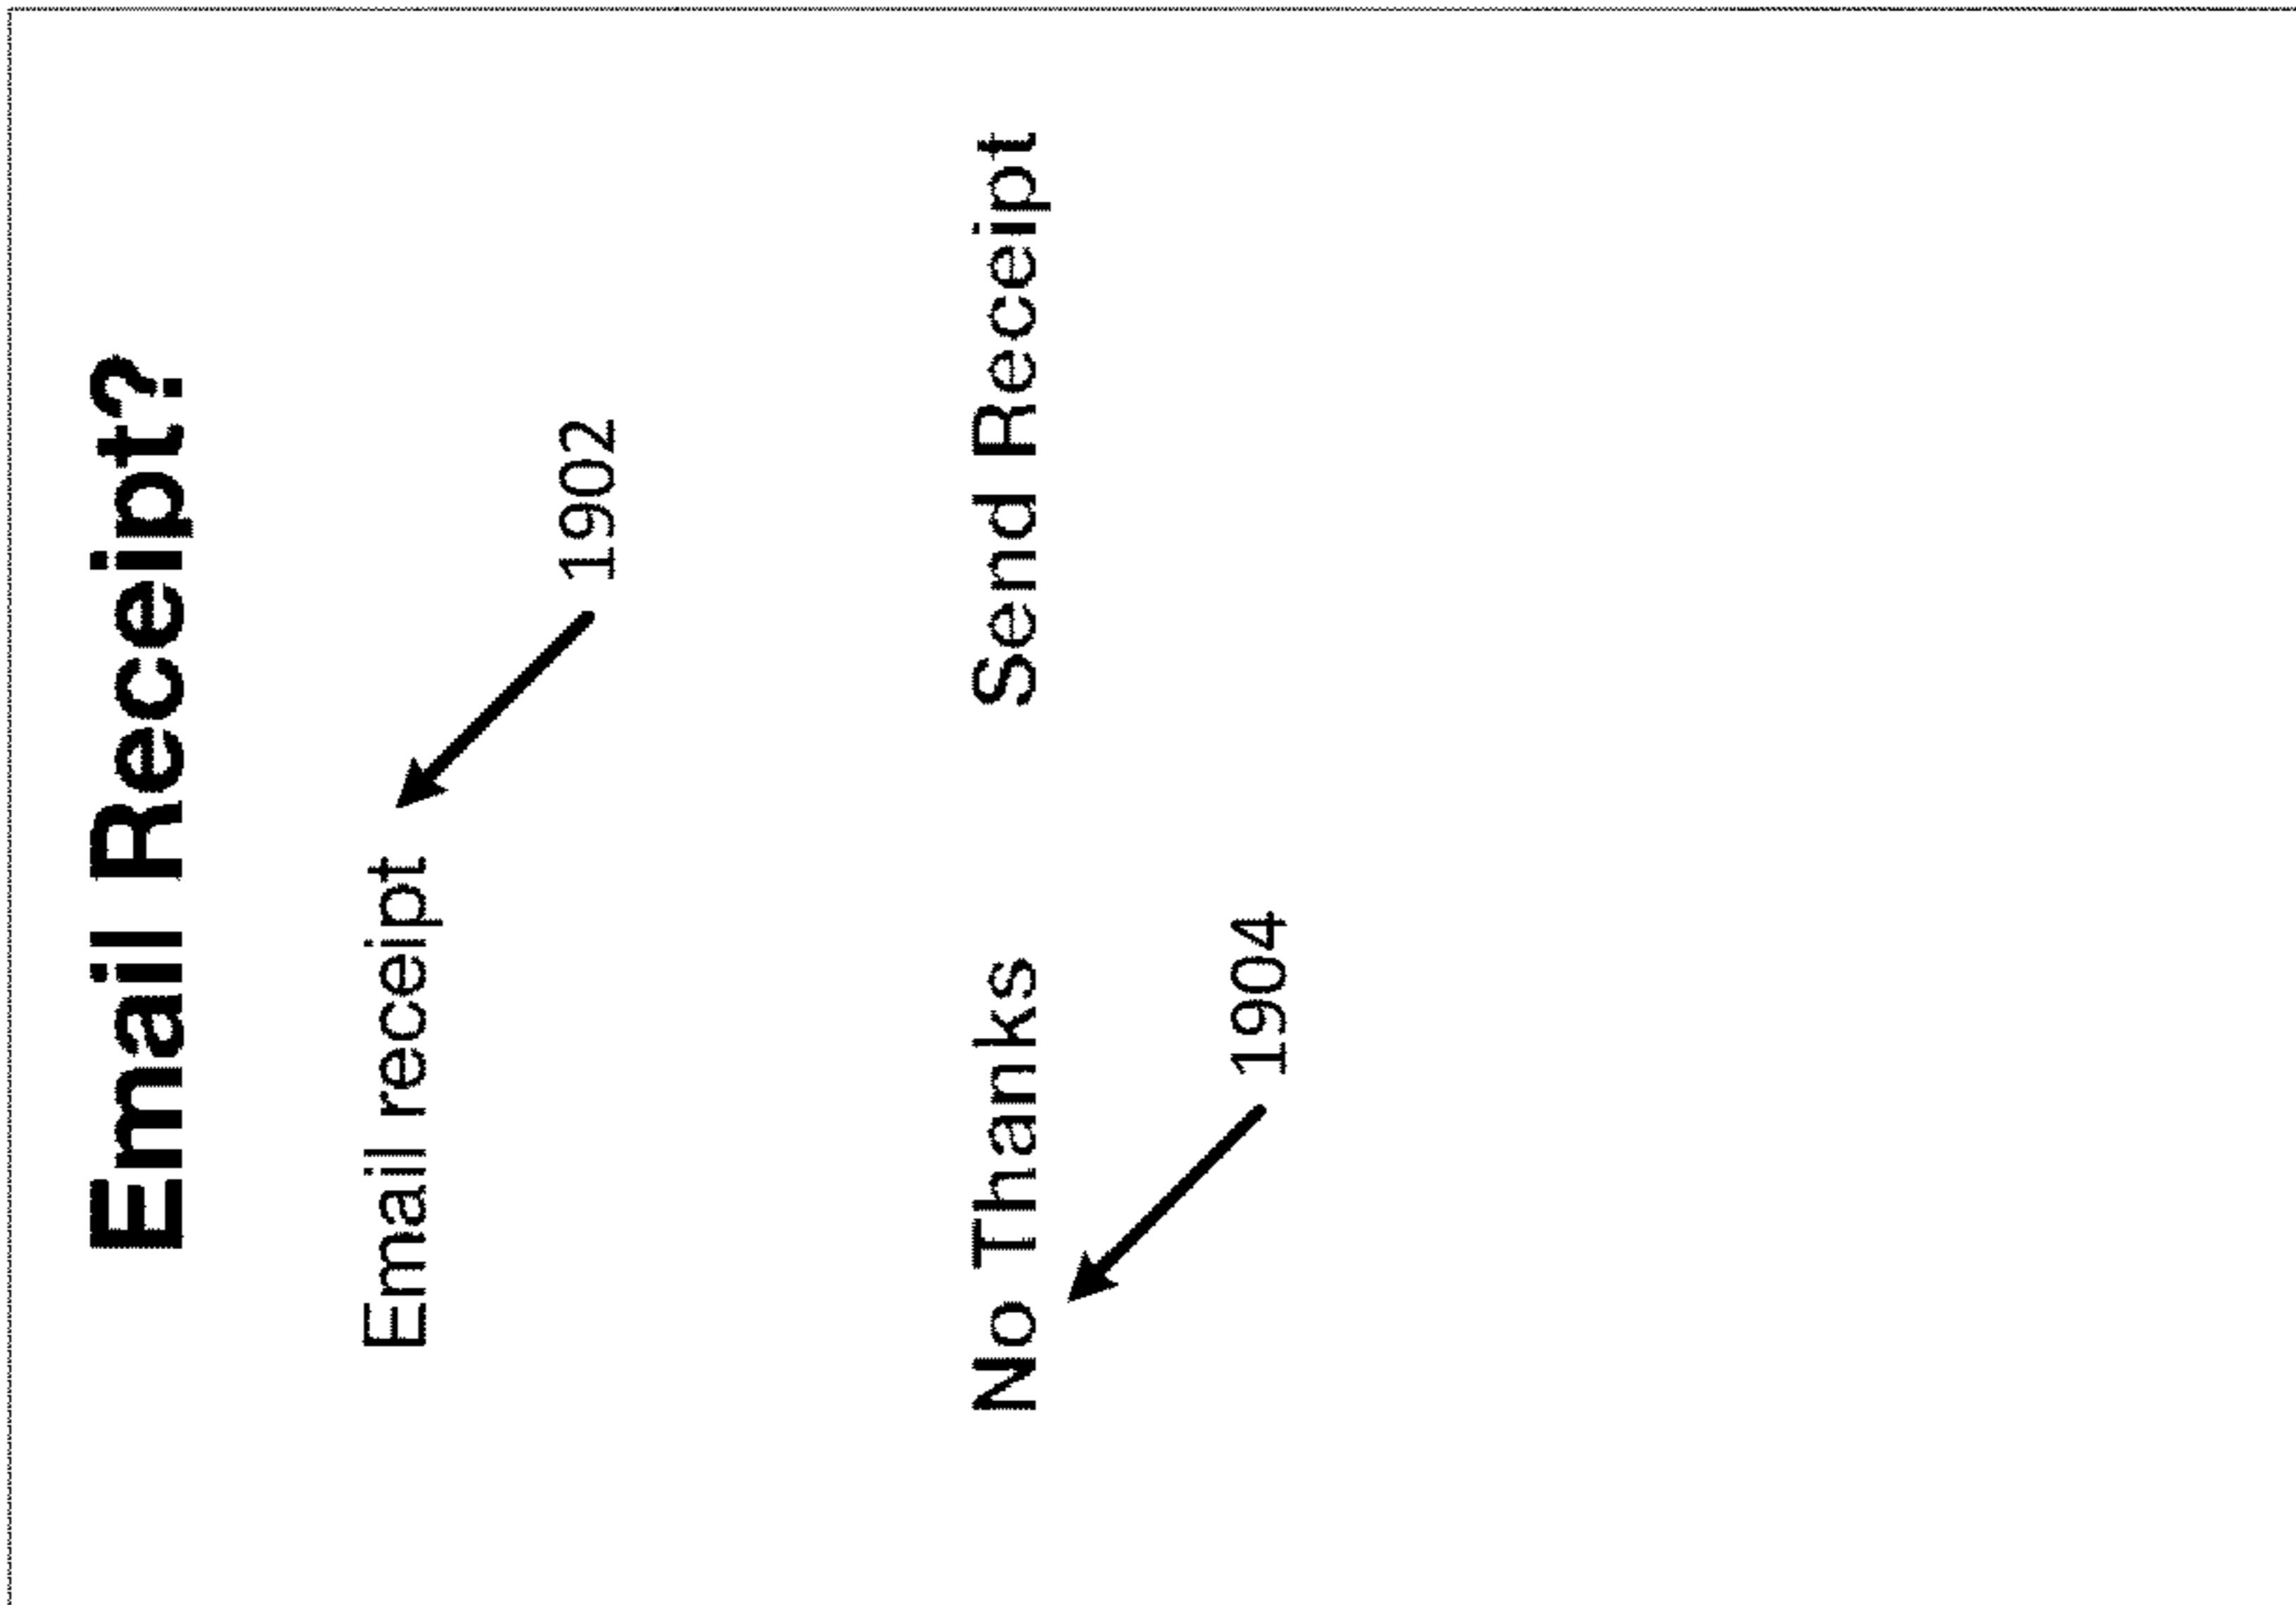 Email Receipt?
Email receipt
1902
No Thanks Send Receipt
1904